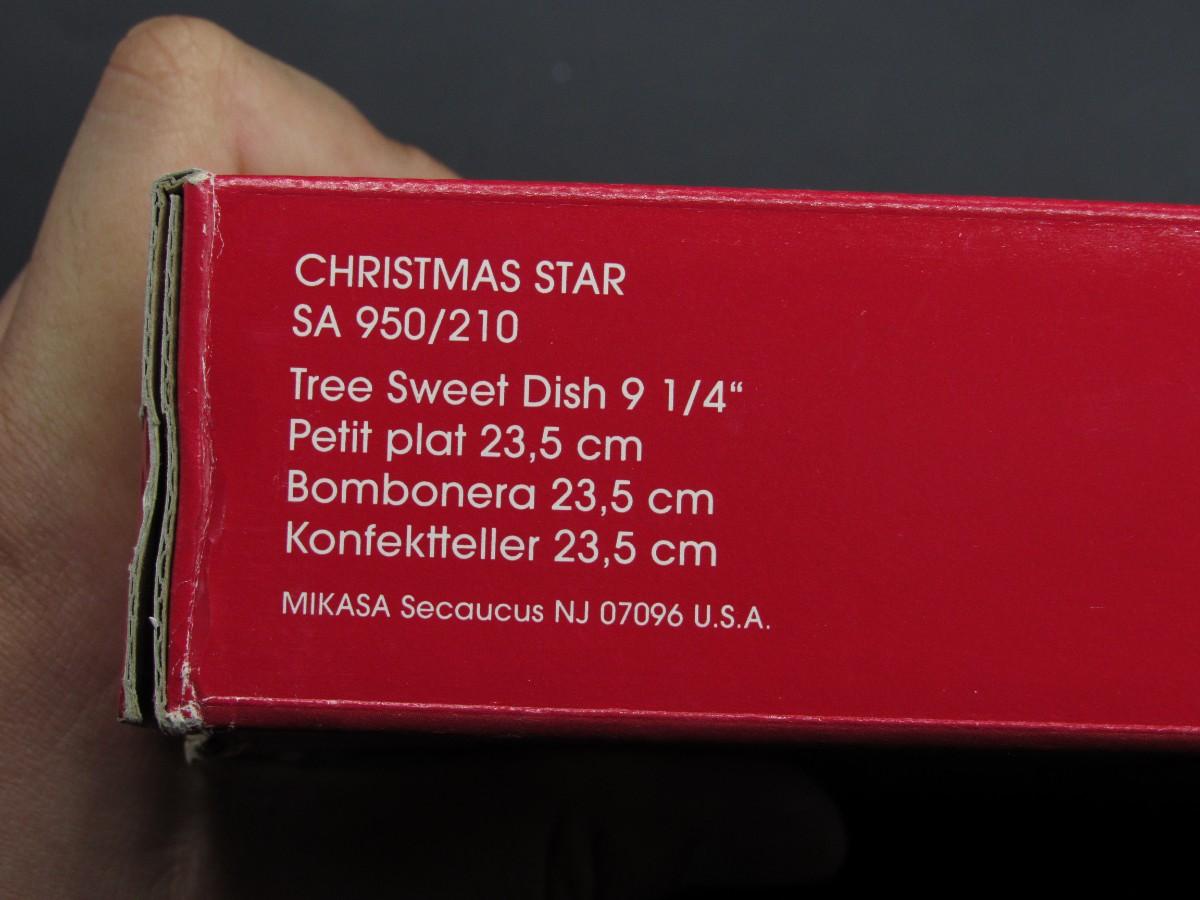 CHRISTMAS STAR
SA 950/210
Tree Sweet Dish 9 1/4“
Petit plat 23,5 cm
Bombonera 23,5 cm
Konfektteller 23,5 cm
MIKASA Secaucus NJ 07096 U.S.A.